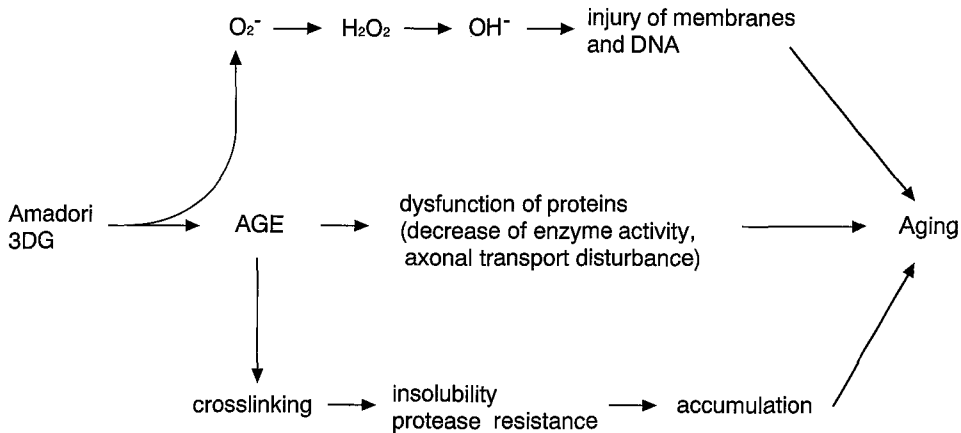 O₂⁻ H₂O₂ OH⁻ injury of membranes
and DNA
Amadori
3DG
AGE
dysfunction of proteins
(decrease of enzyme activity,
axonal transport disturbance)
Aging
crosslinking
insolubility
protease resistance
accumulation